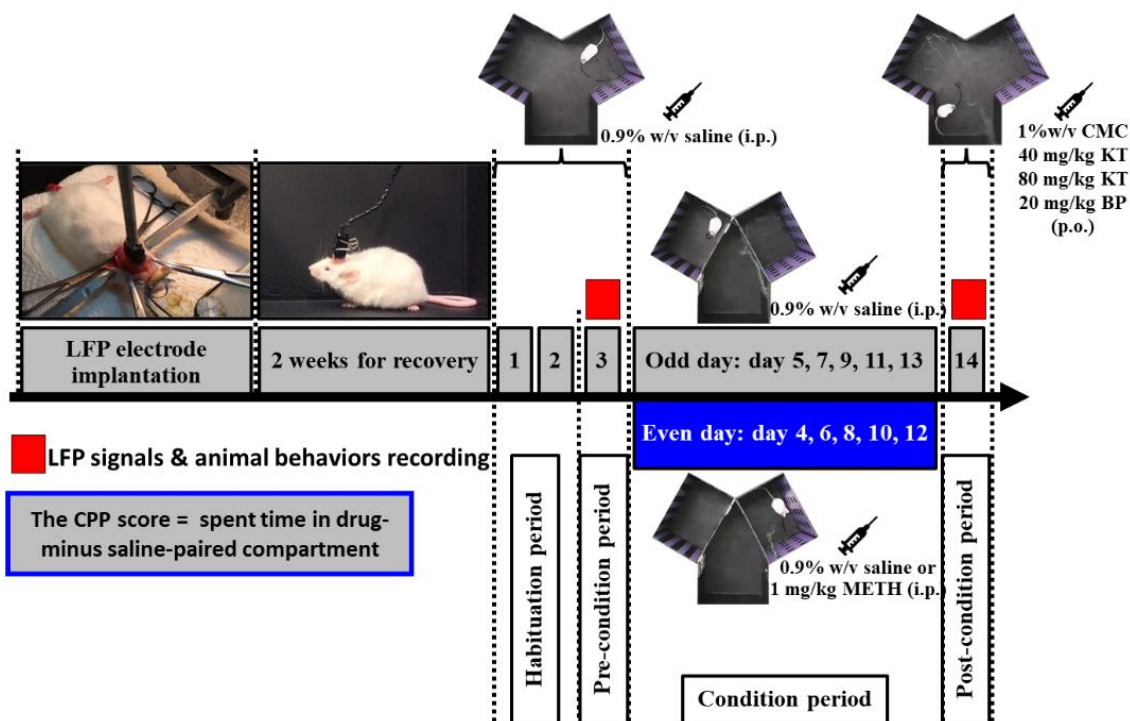 0.9% w/v saline (i.p.)
1%w/v CMC
40 mg/kg KT
80 mg/kg KT
20 mg/kg BP
(p.o.)
0.9% w/v saline (i.p.)
LFP electrode
implantation
2 weeks for recovery
1
2
3
Odd day: day 5, 7, 9, 11, 13
14
Even day: day 4, 6, 8, 10, 12
LFP signals & animal behaviors recording
The CPP score = spent time in drug-
minus saline-paired compartment
Habituation period
Pre-condition period
0.9% w/v saline or
1 mg/kg METH (i.p.)
Condition period
Post-condition period